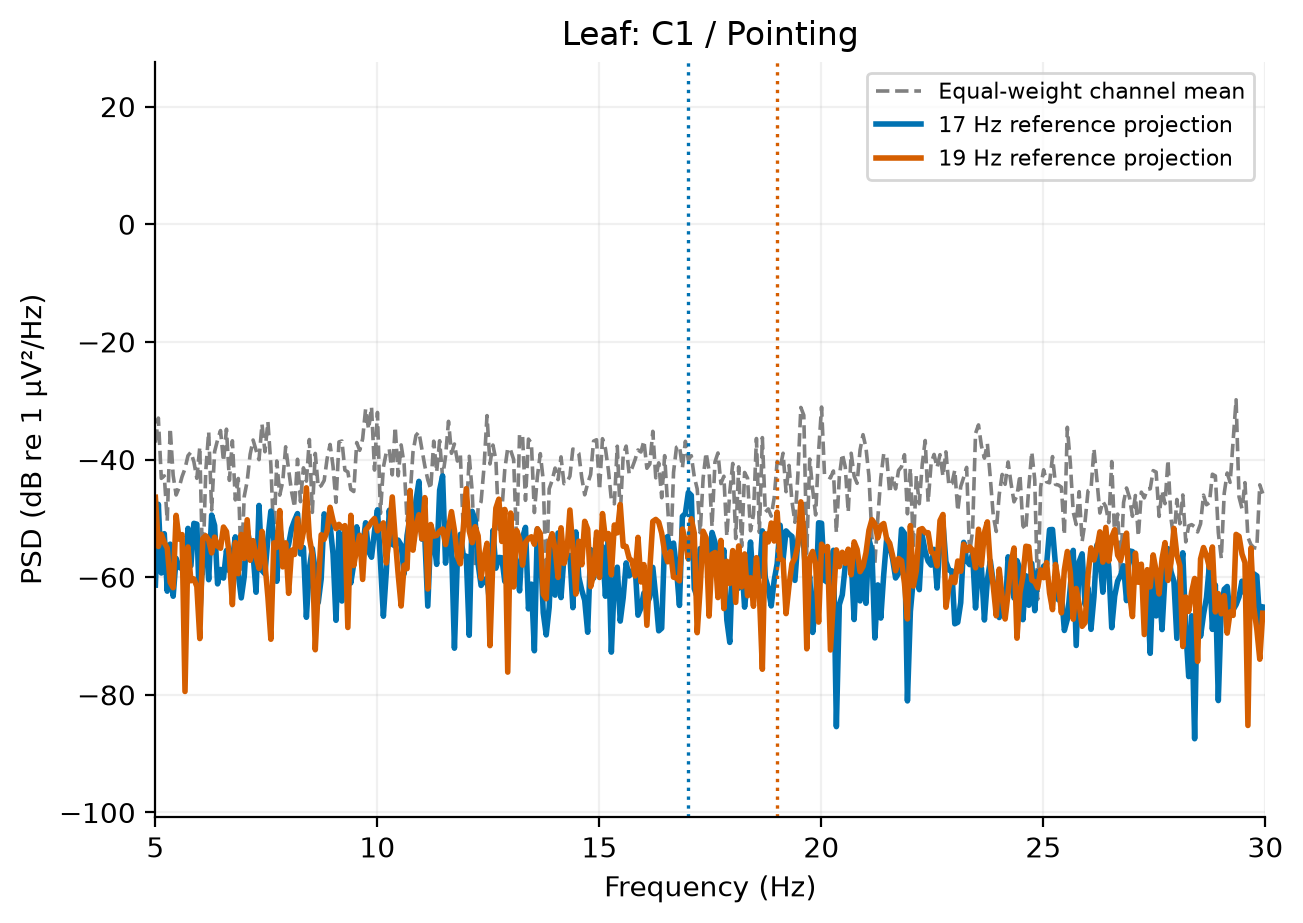 Leaf: C1 / Pointing
Equal-weight channel mean
17 Hz reference projection
19 Hz reference projection
PSD (dB re 1 µV²/Hz)
20
0
−20
−40
−60
−80
−100
5
10
15
20
25
30
Frequency (Hz)